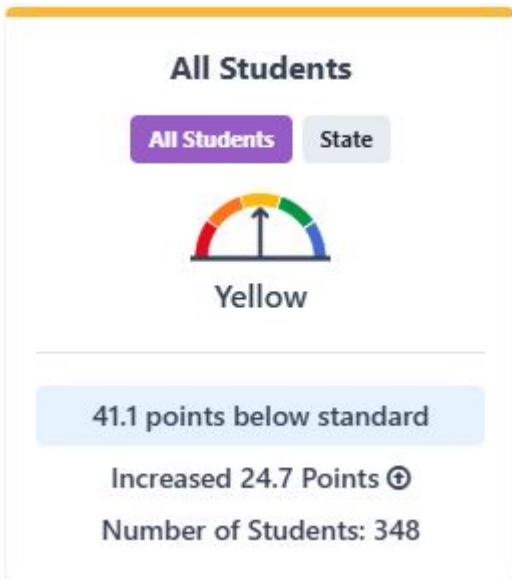 All Students
All Students State
Yellow
41.1 points below standard
Increased 24.7 Points
Number of Students: 348